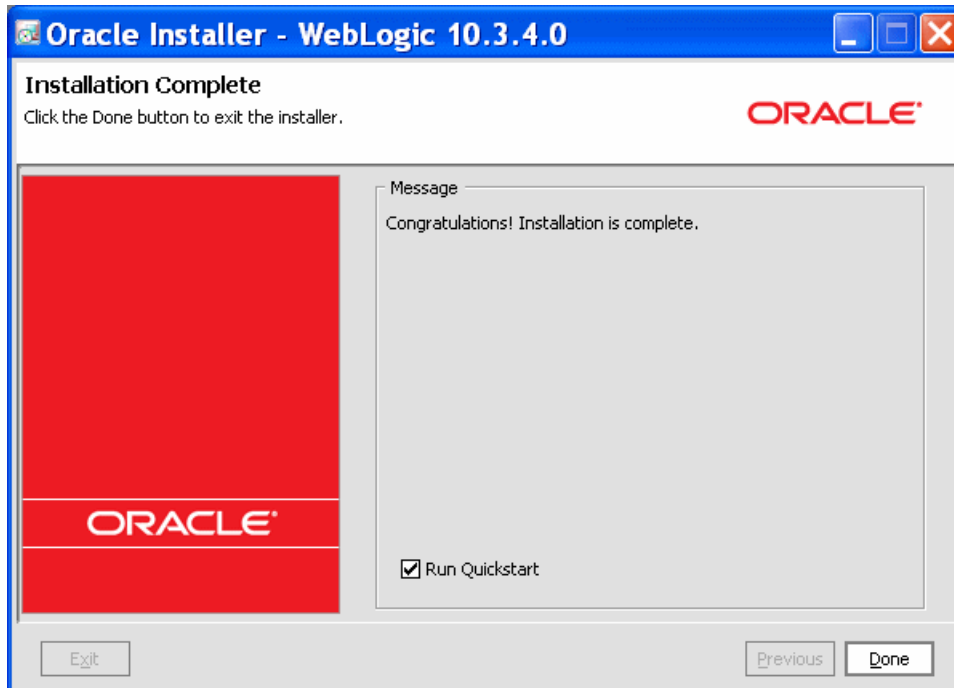 Oracle Installer - WebLogic 10.3.4.0
Installation Complete
Click the Done button to exit the installer.
ORACLE
Message
Congratulations! Installation is complete.
ORACLE
Run Quickstart
Exit
Previous
Done